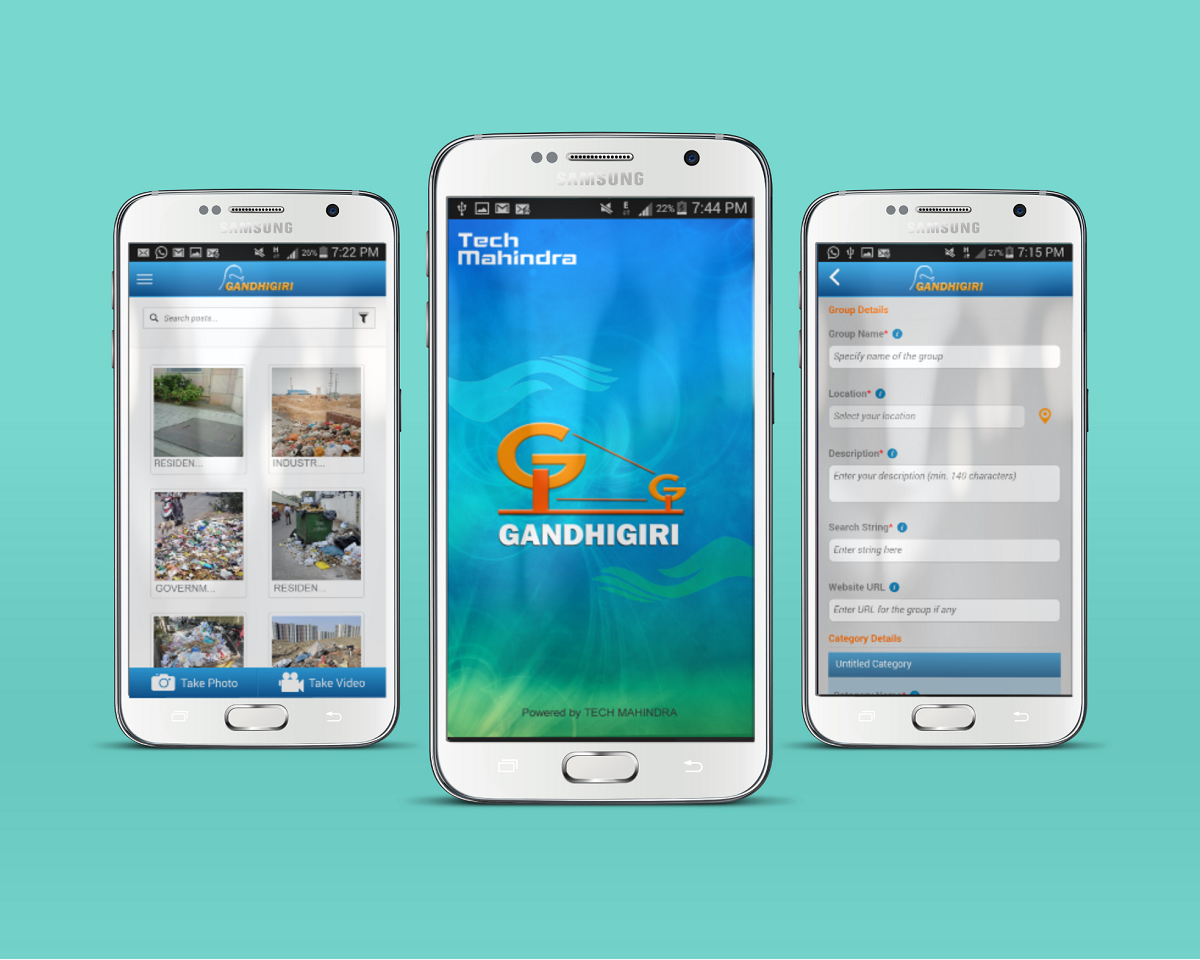 SAMSUNG
7:22 PM
GANDHIGIRI
Search posts...
RESIDEN...
INDUSTR...
GOVERNM...
RESIDEN...
Take Photo
Take Video
SAMSUNG
22% 7:44 PM
Tech
Mahindra
GANDHIGIRI
Powered by TECH MAHINDRA
SAMSUNG
27% 7:15 PM
GANDHIGIRI
Group Details
Group Name*
Specify name of the group
Location*
Select your location
Description*
Enter your description (min. 140 characters)
Search String*
Enter string here
Website URL
Enter URL for the group if any
Category Details
Untitled Category
Category Name*